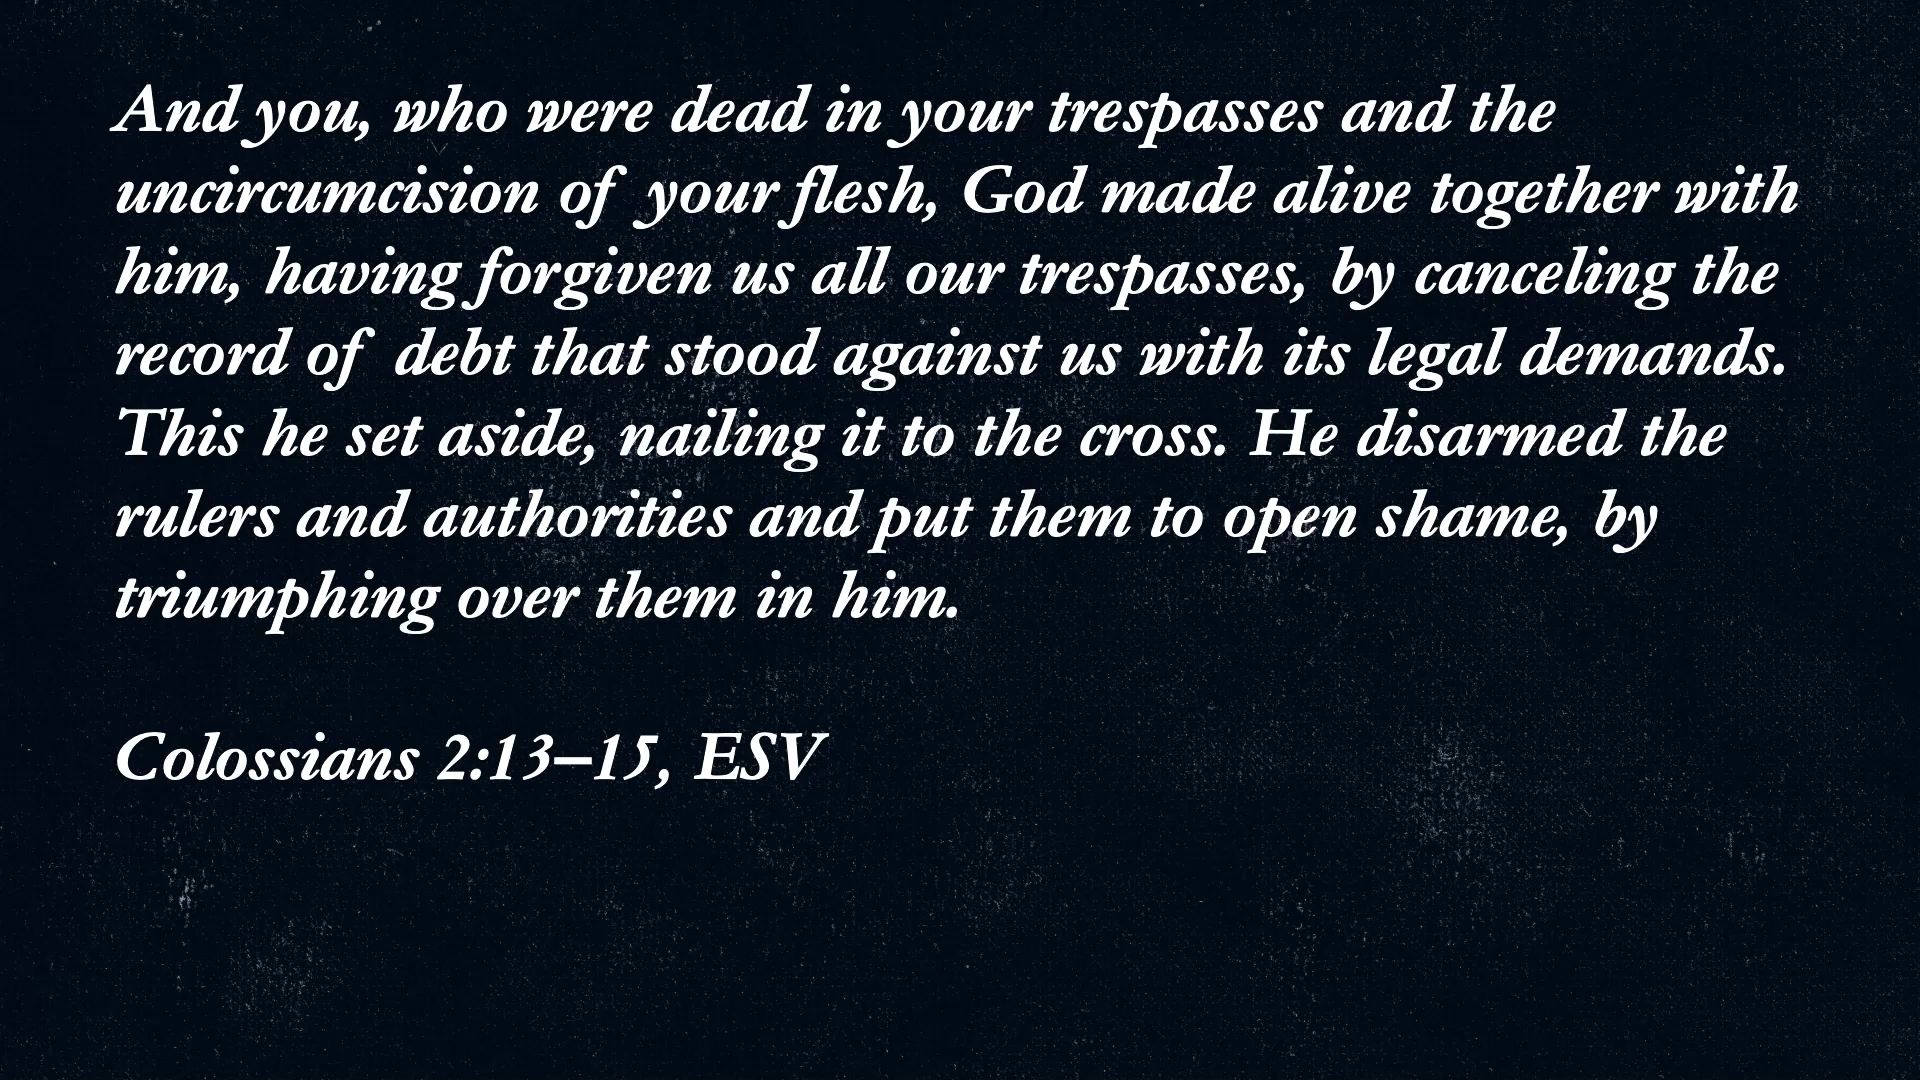 And you, who were dead in your trespasses and the
uncircumcision of your flesh, God made alive together with
him, having forgiven us all our trespasses, by canceling the
record of debt that stood against us with its legal demands.
This he set aside, nailing it to the cross. He disarmed the
rulers and authorities and put them to open shame, by
triumphing over them in him.
Colossians 2:13–15, ESV